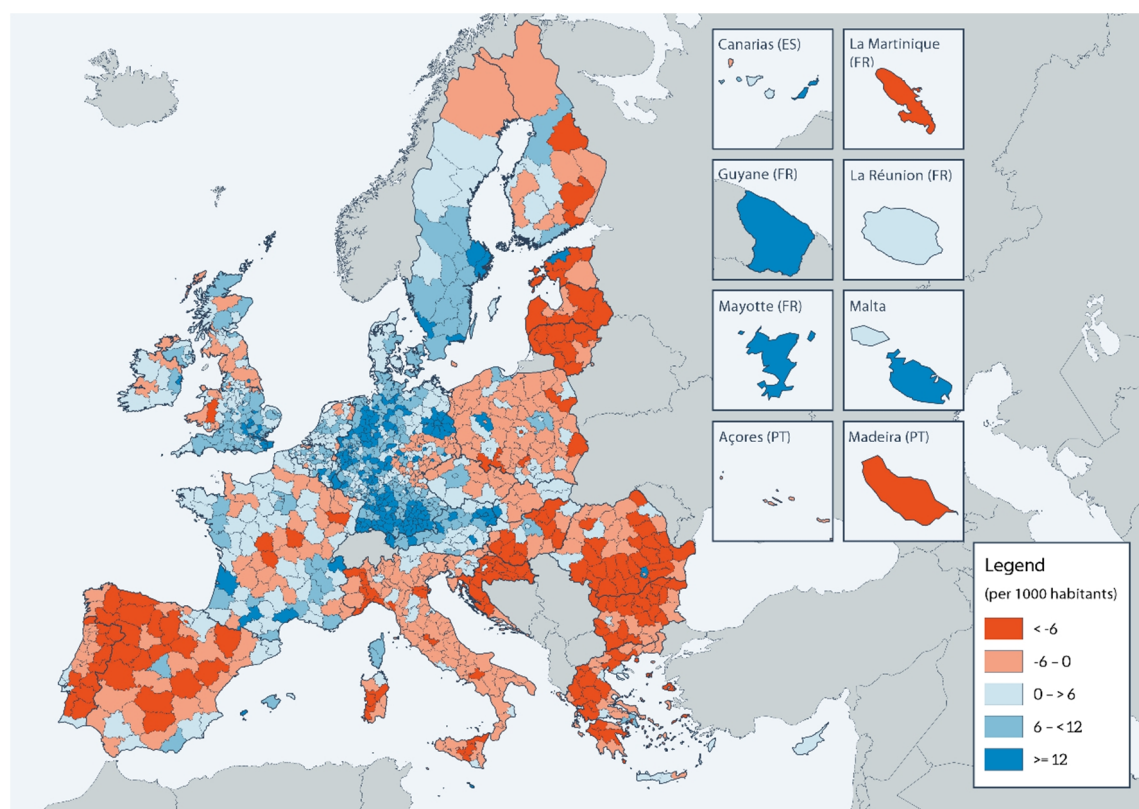 Canarias (ES)
La Martinique
(FR)
Guyane (FR)
La Réunion (FR)
Mayotte (FR)
Malta
Açores (PT)
Madeira (PT)
Legend
(per 1000 habitants)
< -6
-6 – 0
0 – >6
6 – <12
>= 12